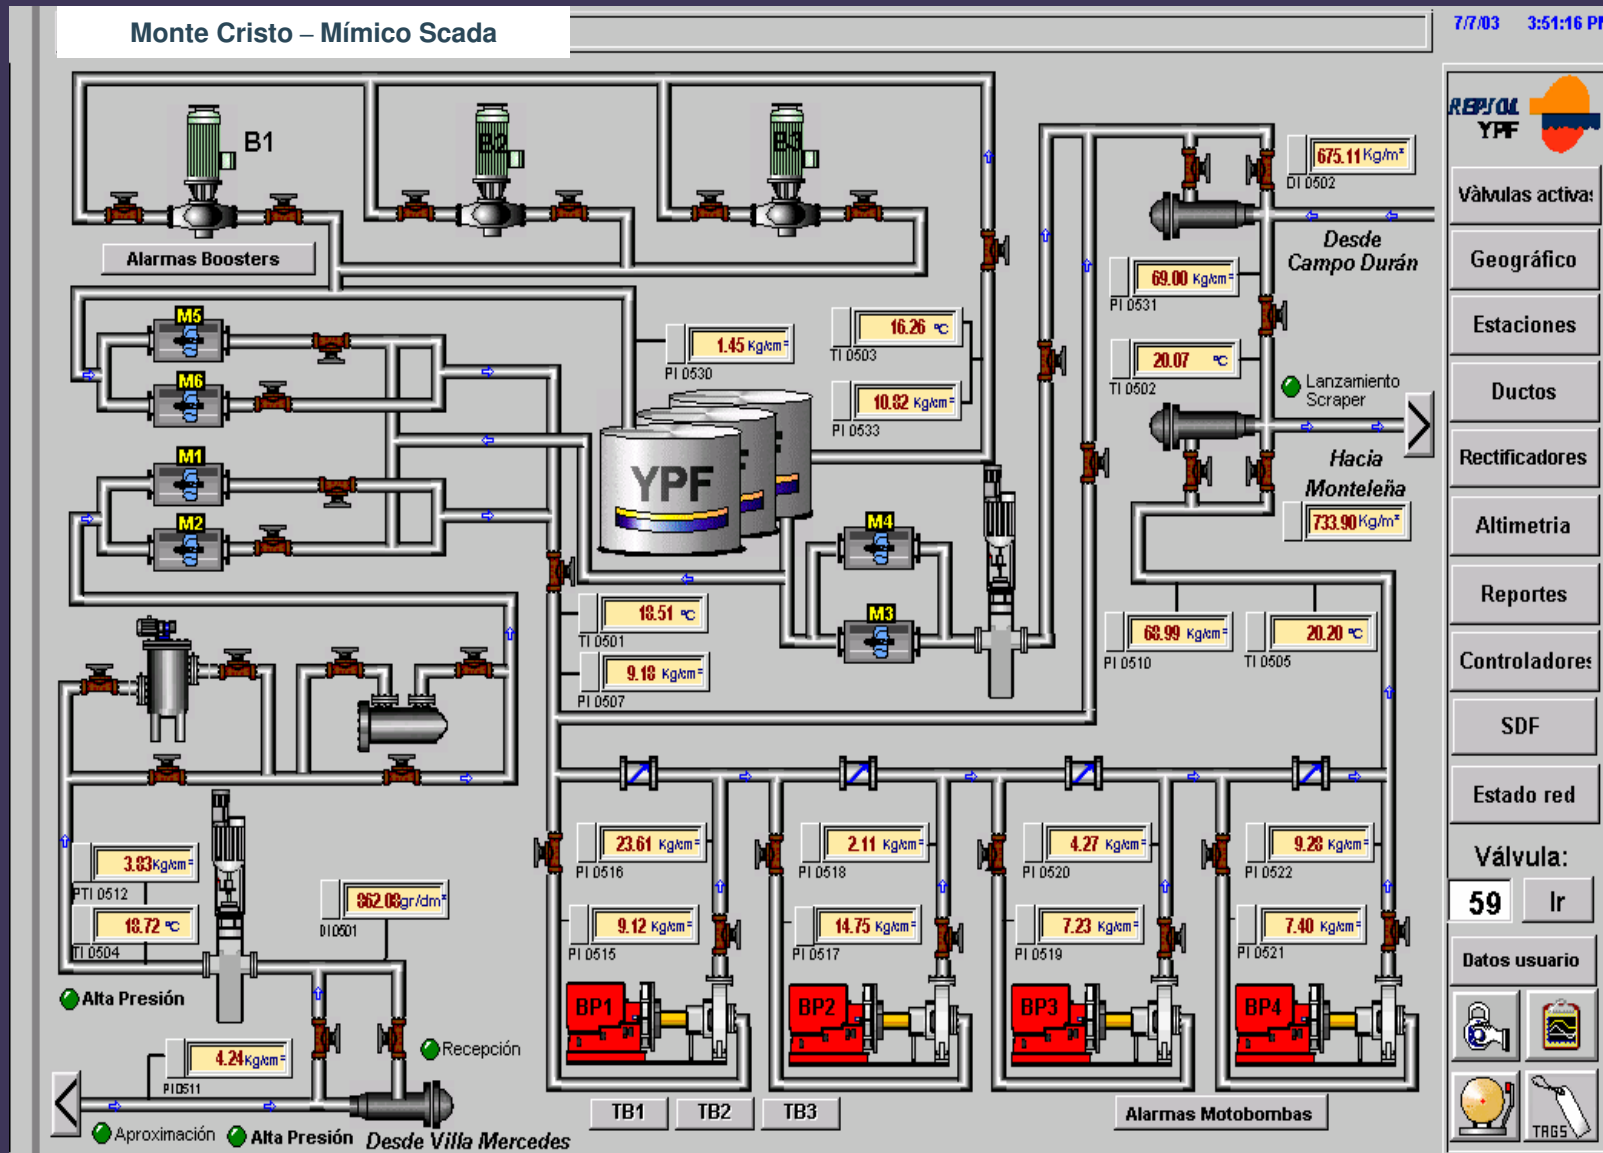 Monte Cristo – Mímico Scada
7/7/03 3:51:16 P
REPSOL
YPF
B1
B2
B3
Alarmas Boosters
675.11 Kg/m³
DI 0502
Desde
Campo Durán
69.00 Kg/cm²
PI 0531
20.07 ºC
TI 0502
Lanzamiento
Scraper
Hacia
Monteleña
733.90 Kg/m³
M5
M6
M1
M2
1.45 Kg/cm²
PI 0530
16.26 ºC
TI 0503
10.82 Kg/cm²
PI 0533
YPF
M4
M3
18.51 ºC
TI 0501
9.18 Kg/cm²
PI 0507
68.99 Kg/cm²
PI 0510
20.20 ºC
TI 0505
3.83 Kg/cm²
PTI 0512
18.72 ºC
TI 0504
862.08 gr/dm³
DI0501
Alta Presión
Recepción
4.24 Kg/cm²
PI0511
Aproximación
Alta Presión
Desde Villa Mercedes
23.61 Kg/cm²
PI 0516
9.12 Kg/cm²
PI 0515
2.11 Kg/cm²
PI 0518
14.75 Kg/cm²
PI 0517
4.27 Kg/cm²
PI 0520
7.23 Kg/cm²
PI 0519
9.28 Kg/cm²
PI 0522
7.40 Kg/cm²
PI 0521
BP1
BP2
BP3
BP4
TB1
TB2
TB3
Alarmas Motobombas
Vàlvulas activas
Geográfico
Estaciones
Ductos
Rectificadores
Altimetria
Reportes
Controladores
SDF
Estado red
Válvula:
59
Ir
Datos usuario
TAGS